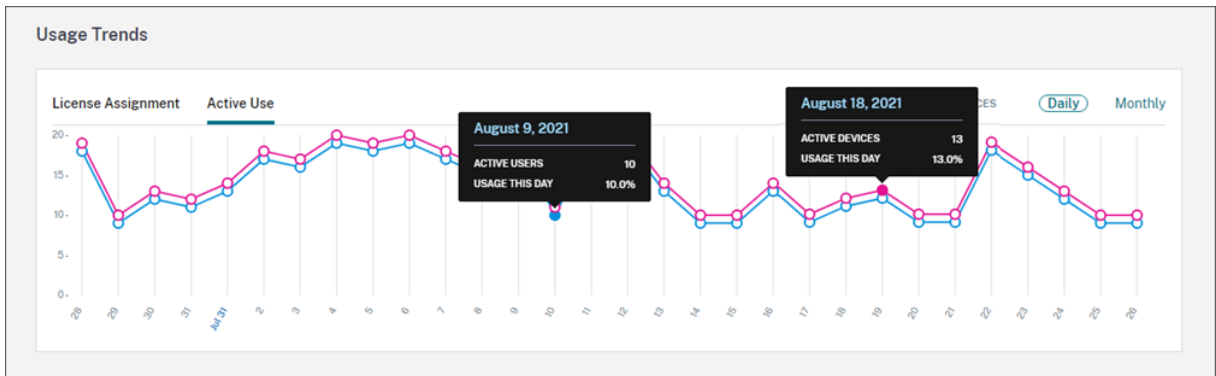 Usage Trends
License Assignment Active Use
CES Daily Monthly
August 9, 2021
ACTIVE USERS 10
USAGE THIS DAY 10.0%
August 18, 2021
ACTIVE DEVICES 13
USAGE THIS DAY 13.0%
20-
15-
10-
5-
0-
28 29 30 31 Jul 31 2 3 4 5 6 7 8 9 10 11 12 13 14 15 16 17 18 19 20 21 22 23 24 25 26